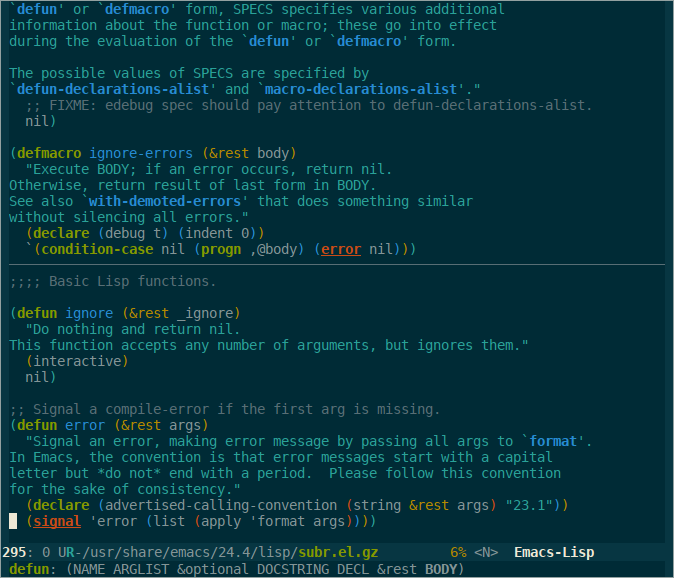 `defun' or `defmacro' form, SPECS specifies various additional
information about the function or macro; these go into effect
during the evaluation of the `defun' or `defmacro' form.

The possible values of SPECS are specified by
`defun-declarations-alist' and `macro-declarations-alist'."
  ;; FIXME: edebug spec should pay attention to defun-declarations-alist.
  nil)

(defmacro ignore-errors (&rest body)
  "Execute BODY; if an error occurs, return nil.
Otherwise, return result of last form in BODY.
See also `with-demoted-errors' that does something similar
without silencing all errors."
  (declare (debug t) (indent 0))
  `(condition-case nil (progn ,@body) (error nil)))

;;;; Basic Lisp functions.

(defun ignore (&rest _ignore)
  "Do nothing and return nil.
This function accepts any number of arguments, but ignores them."
  (interactive)
  nil)

;; Signal a compile-error if the first arg is missing.
(defun error (&rest args)
  "Signal an error, making error message by passing all args to `format'.
In Emacs, the convention is that error messages start with a capital
letter but *do not* end with a period.  Please follow this convention
for the sake of consistency."
  (declare (advertised-calling-convention (string &rest args) "23.1"))
  (signal 'error (list (apply 'format args))))

295: 0 UR-/usr/share/emacs/24.4/lisp/subr.el.gz 6% <N> Emacs-Lisp
defun: (NAME ARGLIST &optional DOCSTRING DECL &rest BODY)